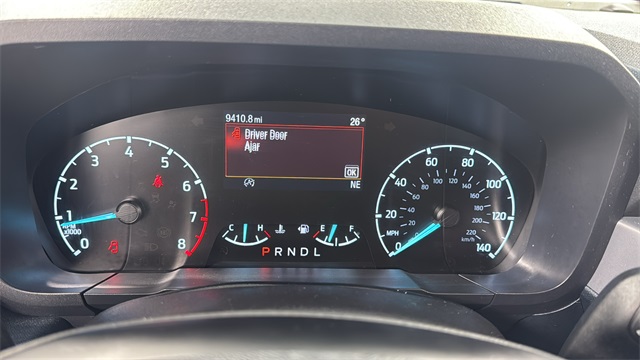 9410.8 mi 26°
Driver Door
Ajar
OK
NE
0 1 2 3 4 5 6 7 8
RPM
x1000
C H
E F
PRNDL
0 20 40 60 80 100 120 140
MPH
20 40 60 80 100 120 140 160 180 200 220
km/h